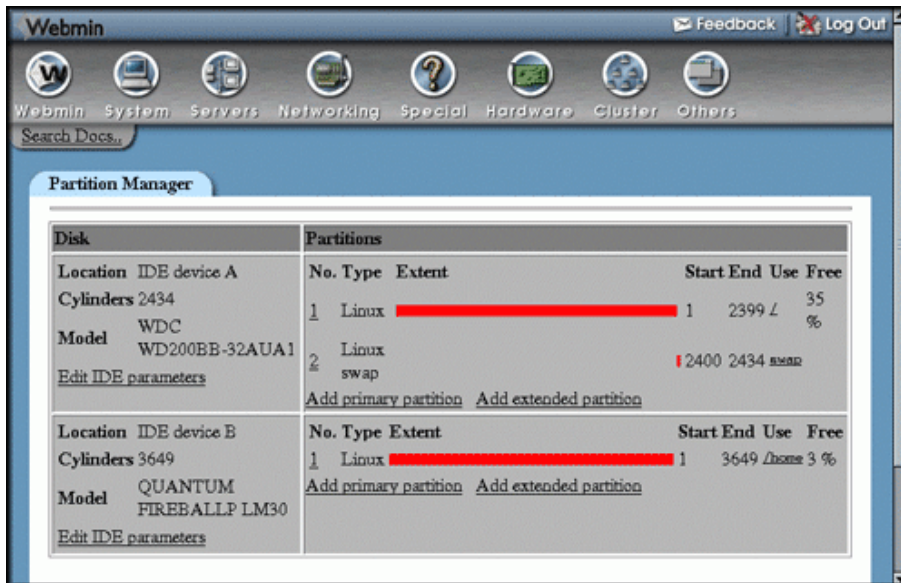 Webmin
Feedback
Log Out
Webmin System Servers Networking Special Hardware Cluster Others
Search Docs..
Partition Manager
Disk Partitions
Location IDE device A
Cylinders 2434
Model WDC WD200BB-32AUA1
Edit IDE parameters
No. Type Extent Start End Use Free
1 Linux 1 2399 / 35 %
2 Linux swap 2400 2434 swap
Add primary partition Add extended partition
Location IDE device B
Cylinders 3649
Model QUANTUM FIREBALLP LM30
Edit IDE parameters
No. Type Extent Start End Use Free
1 Linux 1 3649 /home 3 %
Add primary partition Add extended partition